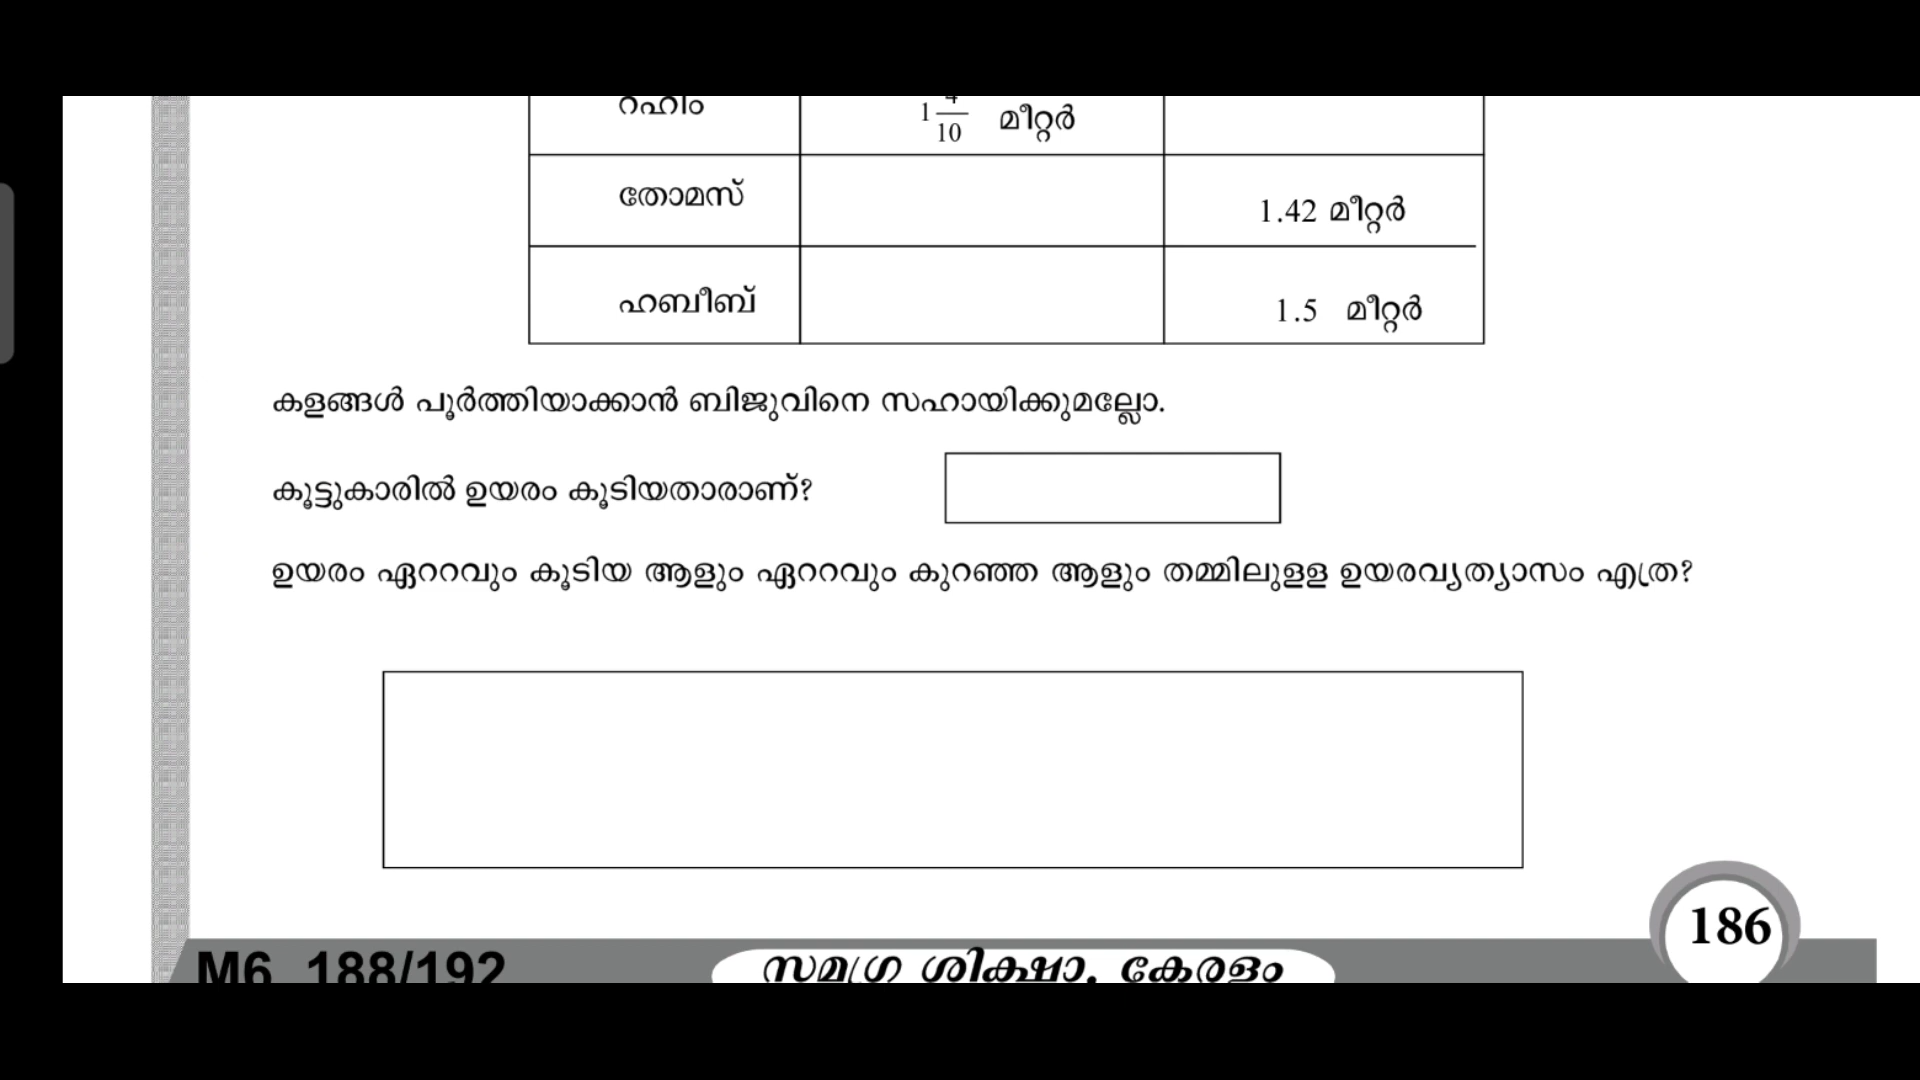 റഹീം 1 4/10 മീറ്റർ
തോമസ് 1.42 മീറ്റർ
ഹബീബ് 1.5 മീറ്റർ
കളങ്ങൾ പൂർത്തിയാക്കാൻ ബിജുവിനെ സഹായിക്കുമല്ലോ.
കൂട്ടുകാരിൽ ഉയരം കൂടിയതാരാണ്?
ഉയരം ഏററവും കൂടിയ ആളും ഏററവും കുറഞ്ഞ ആളും തമ്മിലുളള ഉയരവ്യത്യാസം എത്ര?
186
M6 188/192 സമഗ്ര ശിക്ഷാ, കേരളം